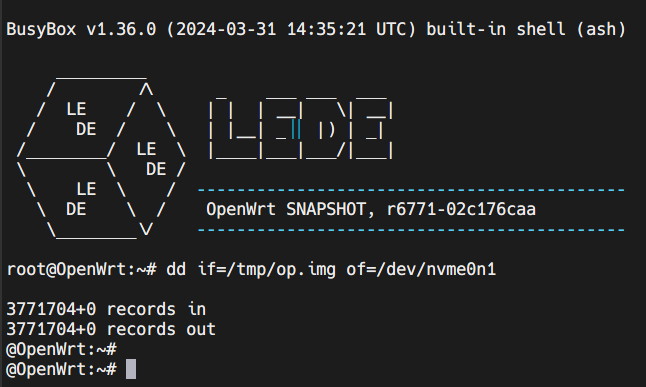 BusyBox v1.36.0 (2024-03-31 14:35:21 UTC) built-in shell (ash)
LEDE
LE
DE
LE
DE
LE
DE
OpenWrt SNAPSHOT, r6771-02c176caa
root@OpenWrt:~# dd if=/tmp/op.img of=/dev/nvme0n1
3771704+0 records in
3771704+0 records out
@OpenWrt:~#
@OpenWrt:~#